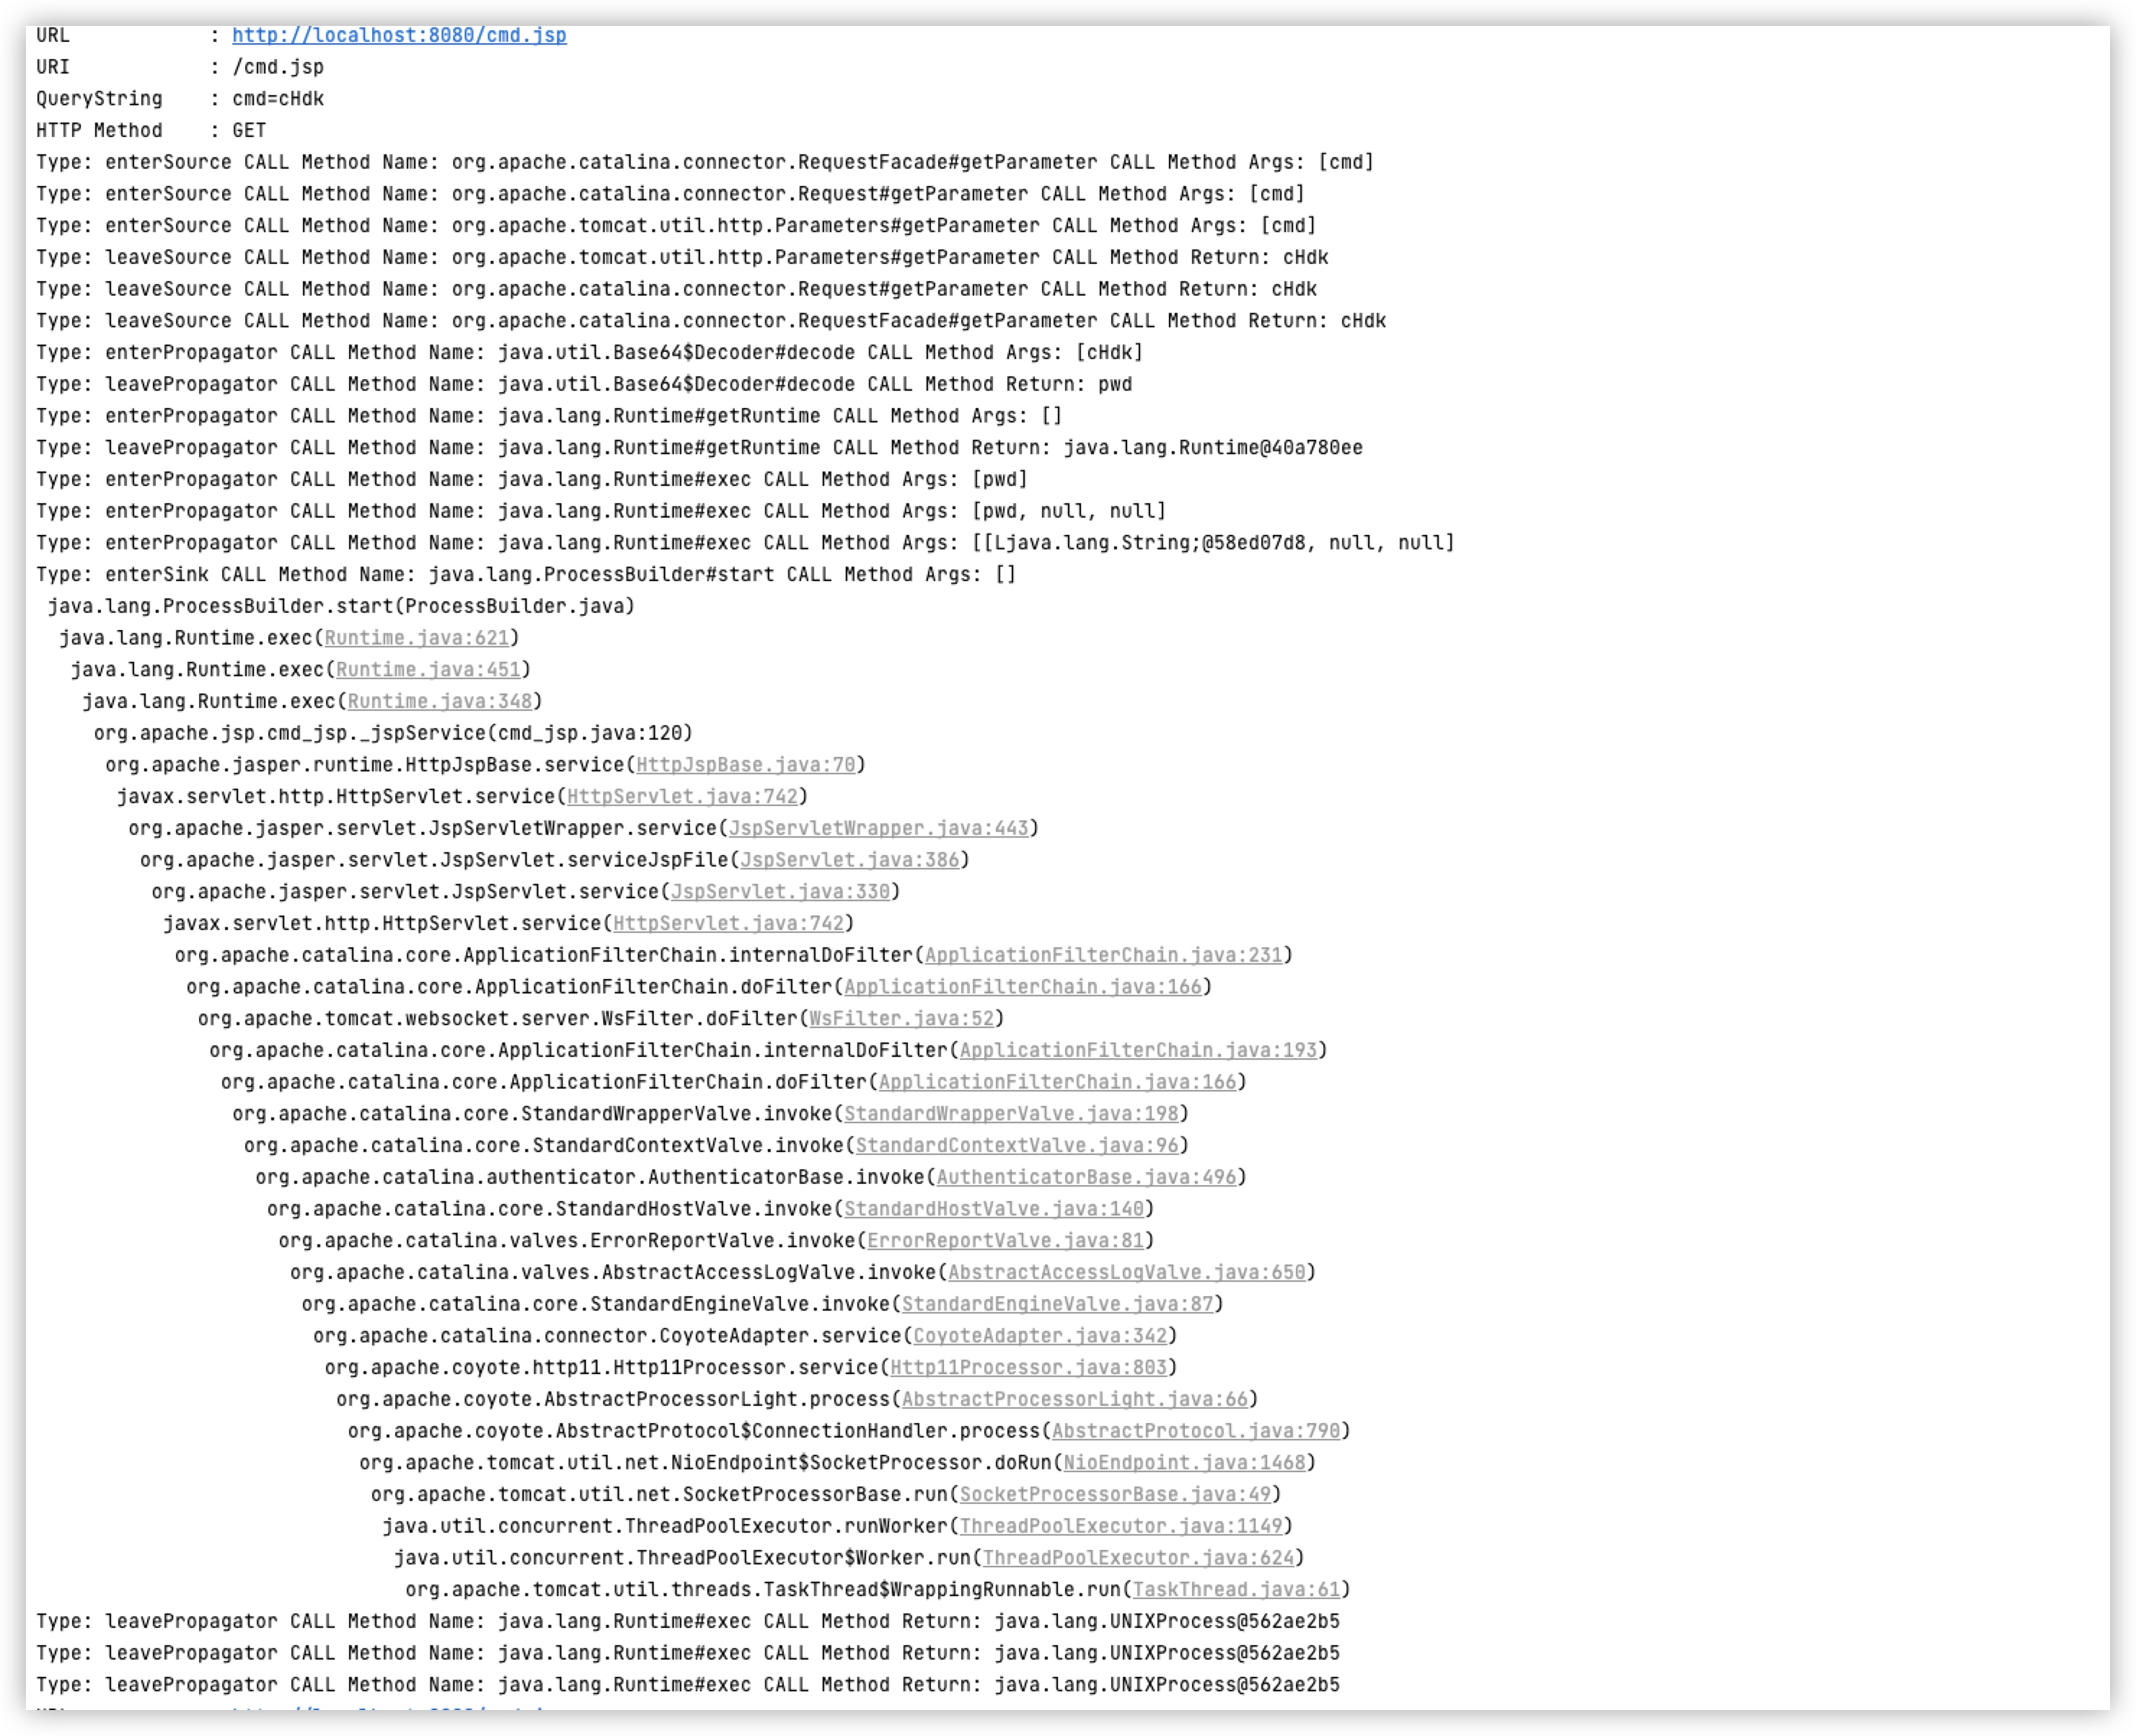 URL            : http://localhost:8080/cmd.jsp
URI            : /cmd.jsp
QueryString    : cmd=cHdk
HTTP Method    : GET
Type: enterSource CALL Method Name: org.apache.catalina.connector.RequestFacade#getParameter CALL Method Args: [cmd]
Type: enterSource CALL Method Name: org.apache.catalina.connector.Request#getParameter CALL Method Args: [cmd]
Type: enterSource CALL Method Name: org.apache.tomcat.util.http.Parameters#getParameter CALL Method Args: [cmd]
Type: leaveSource CALL Method Name: org.apache.tomcat.util.http.Parameters#getParameter CALL Method Return: cHdk
Type: leaveSource CALL Method Name: org.apache.catalina.connector.Request#getParameter CALL Method Return: cHdk
Type: leaveSource CALL Method Name: org.apache.catalina.connector.RequestFacade#getParameter CALL Method Return: cHdk
Type: enterPropagator CALL Method Name: java.util.Base64$Decoder#decode CALL Method Args: [cHdk]
Type: leavePropagator CALL Method Name: java.util.Base64$Decoder#decode CALL Method Return: pwd
Type: enterPropagator CALL Method Name: java.lang.Runtime#getRuntime CALL Method Args: []
Type: leavePropagator CALL Method Name: java.lang.Runtime#getRuntime CALL Method Return: java.lang.Runtime@40a780ee
Type: enterPropagator CALL Method Name: java.lang.Runtime#exec CALL Method Args: [pwd]
Type: enterPropagator CALL Method Name: java.lang.Runtime#exec CALL Method Args: [pwd, null, null]
Type: enterPropagator CALL Method Name: java.lang.Runtime#exec CALL Method Args: [[Ljava.lang.String;@58ed07d8, null, null]
Type: enterSink CALL Method Name: java.lang.ProcessBuilder#start CALL Method Args: []
java.lang.ProcessBuilder.start(ProcessBuilder.java)
java.lang.Runtime.exec(Runtime.java:621)
java.lang.Runtime.exec(Runtime.java:451)
java.lang.Runtime.exec(Runtime.java:348)
org.apache.jsp.cmd_jsp._jspService(cmd_jsp.java:120)
org.apache.jasper.runtime.HttpJspBase.service(HttpJspBase.java:70)
javax.servlet.http.HttpServlet.service(HttpServlet.java:742)
org.apache.jasper.servlet.JspServletWrapper.service(JspServletWrapper.java:443)
org.apache.jasper.servlet.JspServlet.serviceJspFile(JspServlet.java:386)
org.apache.jasper.servlet.JspServlet.service(JspServlet.java:330)
javax.servlet.http.HttpServlet.service(HttpServlet.java:742)
org.apache.catalina.core.ApplicationFilterChain.internalDoFilter(ApplicationFilterChain.java:231)
org.apache.catalina.core.ApplicationFilterChain.doFilter(ApplicationFilterChain.java:166)
org.apache.tomcat.websocket.server.WsFilter.doFilter(WsFilter.java:52)
org.apache.catalina.core.ApplicationFilterChain.internalDoFilter(ApplicationFilterChain.java:193)
org.apache.catalina.core.ApplicationFilterChain.doFilter(ApplicationFilterChain.java:166)
org.apache.catalina.core.StandardWrapperValve.invoke(StandardWrapperValve.java:198)
org.apache.catalina.core.StandardContextValve.invoke(StandardContextValve.java:96)
org.apache.catalina.authenticator.AuthenticatorBase.invoke(AuthenticatorBase.java:496)
org.apache.catalina.core.StandardHostValve.invoke(StandardHostValve.java:140)
org.apache.catalina.valves.ErrorReportValve.invoke(ErrorReportValve.java:81)
org.apache.catalina.valves.AbstractAccessLogValve.invoke(AbstractAccessLogValve.java:650)
org.apache.catalina.core.StandardEngineValve.invoke(StandardEngineValve.java:87)
org.apache.catalina.connector.CoyoteAdapter.service(CoyoteAdapter.java:342)
org.apache.coyote.http11.Http11Processor.service(Http11Processor.java:803)
org.apache.coyote.AbstractProcessorLight.process(AbstractProcessorLight.java:66)
org.apache.coyote.AbstractProtocol$ConnectionHandler.process(AbstractProtocol.java:790)
org.apache.tomcat.util.net.NioEndpoint$SocketProcessor.doRun(NioEndpoint.java:1468)
org.apache.tomcat.util.net.SocketProcessorBase.run(SocketProcessorBase.java:49)
java.util.concurrent.ThreadPoolExecutor.runWorker(ThreadPoolExecutor.java:1149)
java.util.concurrent.ThreadPoolExecutor$Worker.run(ThreadPoolExecutor.java:624)
org.apache.tomcat.util.threads.TaskThread$WrappingRunnable.run(TaskThread.java:61)
Type: leavePropagator CALL Method Name: java.lang.Runtime#exec CALL Method Return: java.lang.UNIXProcess@562ae2b5
Type: leavePropagator CALL Method Name: java.lang.Runtime#exec CALL Method Return: java.lang.UNIXProcess@562ae2b5
Type: leavePropagator CALL Method Name: java.lang.Runtime#exec CALL Method Return: java.lang.UNIXProcess@562ae2b5